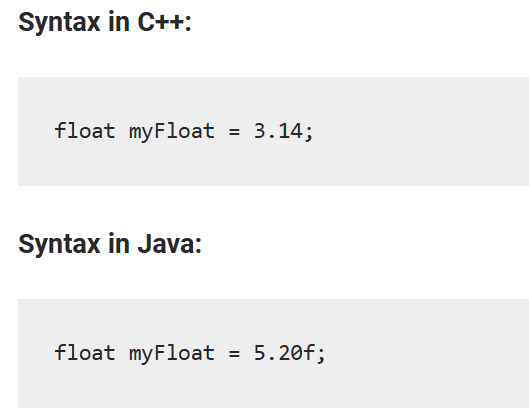 Syntax in C++:
float myFloat = 3.14;
Syntax in Java:
float myFloat = 5.20f;